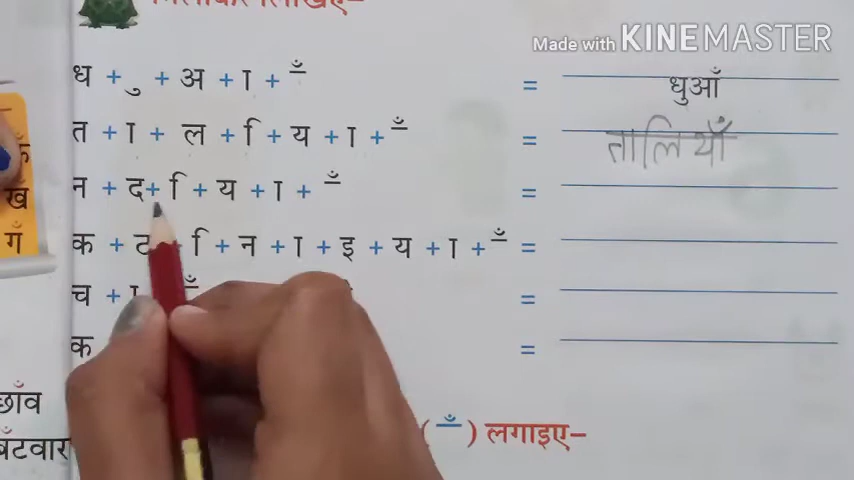 Made with KINEMASTER
ध + ु + अ + ा + ँ = धुआँ
त + ा + ल + ि + य + ा + ँ = तालियाँ
न + द + ि + य + ा + ँ =
क + ठ + ि + न + ा + इ + य + ा + ँ =
च + ा + ँ =
क =
खँ
गँ
छाँव
बँटवार
( ँ ) लगाइए–